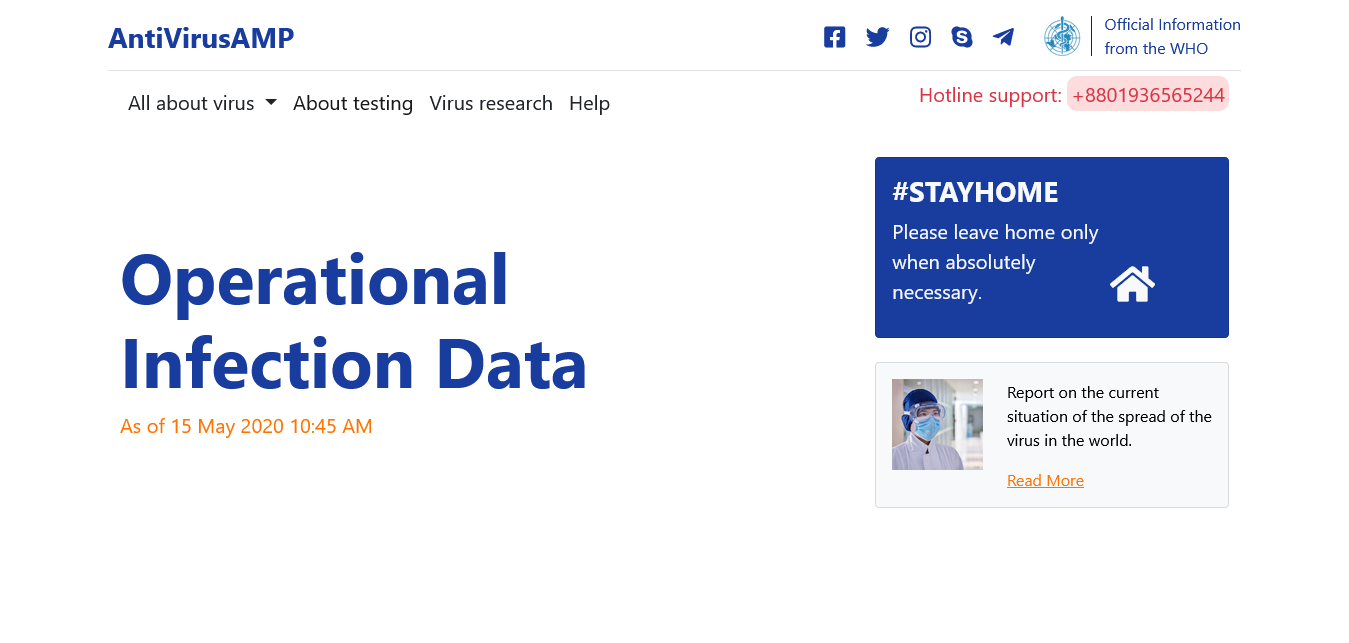 AntiVirusAMP
Official Information
from the WHO
All about virus
About testing
Virus research
Help
Hotline support: +8801936565244
Operational
Infection Data
As of 15 May 2020 10:45 AM
#STAYHOME
Please leave home only
when absolutely
necessary.
Report on the current
situation of the spread of the
virus in the world.
Read More